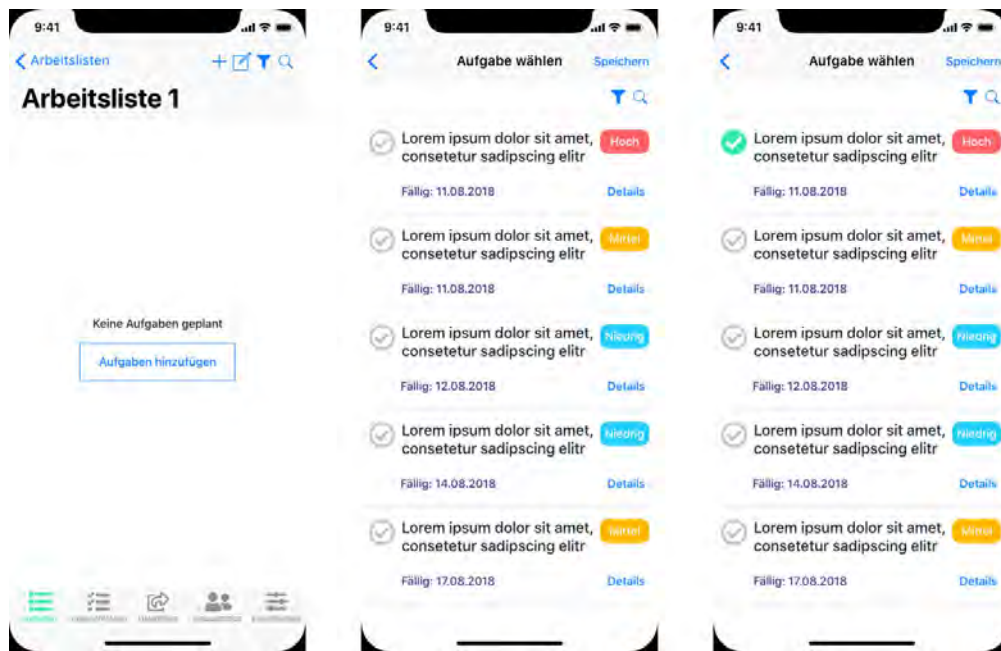 9:41
Arbeitslisten
Arbeitsliste 1
Keine Aufgaben geplant
Aufgaben hinzufügen
9:41
Aufgabe wählen Speichern
Lorem ipsum dolor sit amet, Hoch
consetetur sadipscing elitr
Fällig: 11.08.2018 Details
Lorem ipsum dolor sit amet, Mittel
consetetur sadipscing elitr
Fällig: 11.08.2018 Details
Lorem ipsum dolor sit amet, Niedrig
consetetur sadipscing elitr
Fällig: 12.08.2018 Details
Lorem ipsum dolor sit amet, Niedrig
consetetur sadipscing elitr
Fällig: 14.08.2018 Details
Lorem ipsum dolor sit amet, Mittel
consetetur sadipscing elitr
Fällig: 17.08.2018 Details
9:41
Aufgabe wählen Speichern
Lorem ipsum dolor sit amet, Hoch
consetetur sadipscing elitr
Fällig: 11.08.2018 Details
Lorem ipsum dolor sit amet, Mittel
consetetur sadipscing elitr
Fällig: 11.08.2018 Details
Lorem ipsum dolor sit amet, Niedrig
consetetur sadipscing elitr
Fällig: 12.08.2018 Details
Lorem ipsum dolor sit amet, Niedrig
consetetur sadipscing elitr
Fällig: 14.08.2018 Details
Lorem ipsum dolor sit amet, Mittel
consetetur sadipscing elitr
Fällig: 17.08.2018 Details